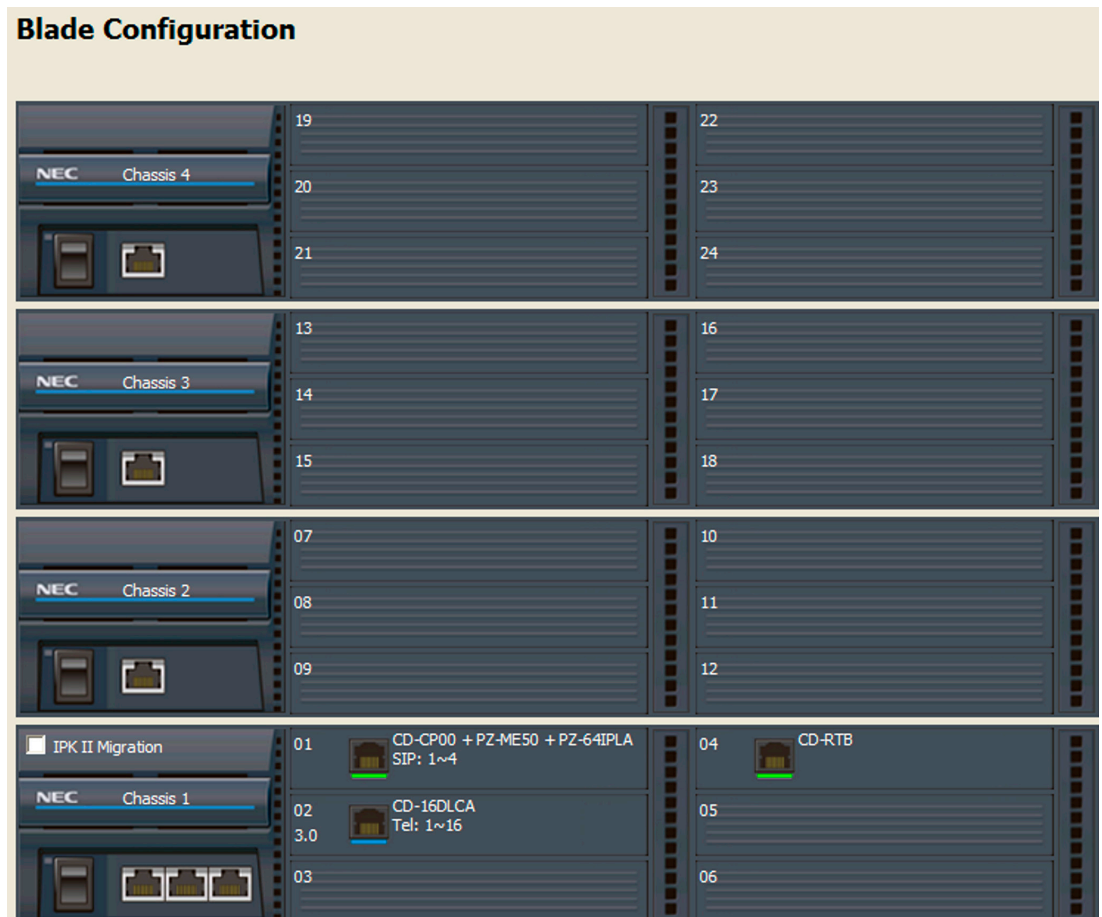 Blade Configuration
19
22
NEC Chassis 4
20
23
21
24
13
16
NEC Chassis 3
14
17
15
18
07
10
NEC Chassis 2
08
11
09
12
IPK II Migration
01
CD-CP00 + PZ-ME50 + PZ-64IPLA
SIP: 1~4
04
CD-RTB
NEC Chassis 1
02
3.0
CD-16DLCA
Tel: 1~16
05
03
06